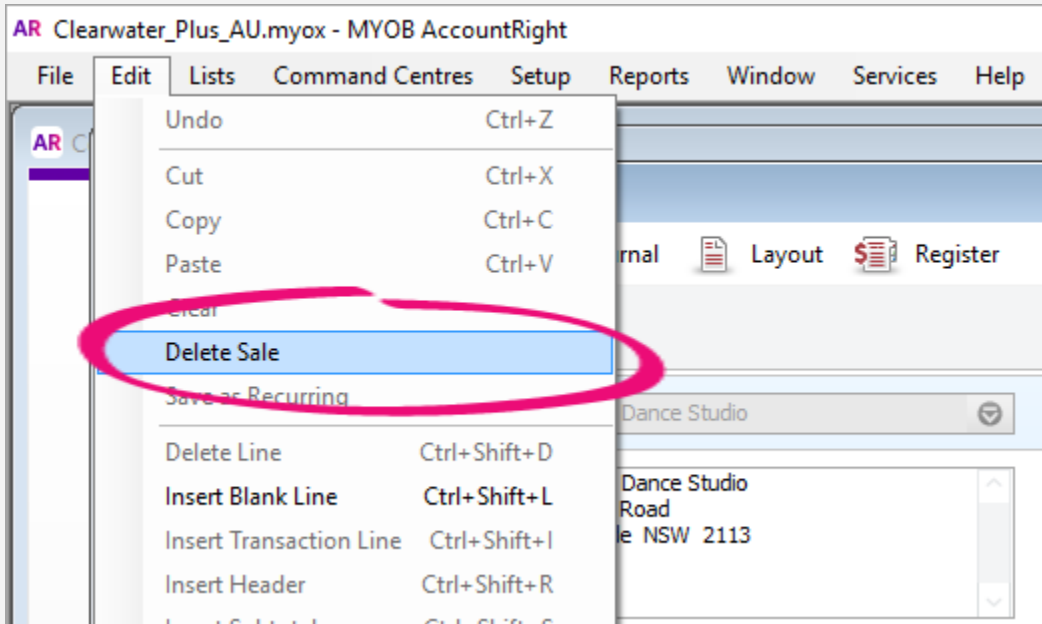 AR Clearwater_Plus_AU.myox - MYOB AccountRight
File Edit Lists Command Centres Setup Reports Window Services Help
AR
Undo Ctrl+Z
Cut Ctrl+X
Copy Ctrl+C
Paste Ctrl+V
rnal Layout Register
Clear
Delete Sale
Save as Recurring
Dance Studio
Delete Line Ctrl+Shift+D
Insert Blank Line Ctrl+Shift+L
Insert Transaction Line Ctrl+Shift+I
Insert Header Ctrl+Shift+R
Dance Studio
Road
le NSW 2113